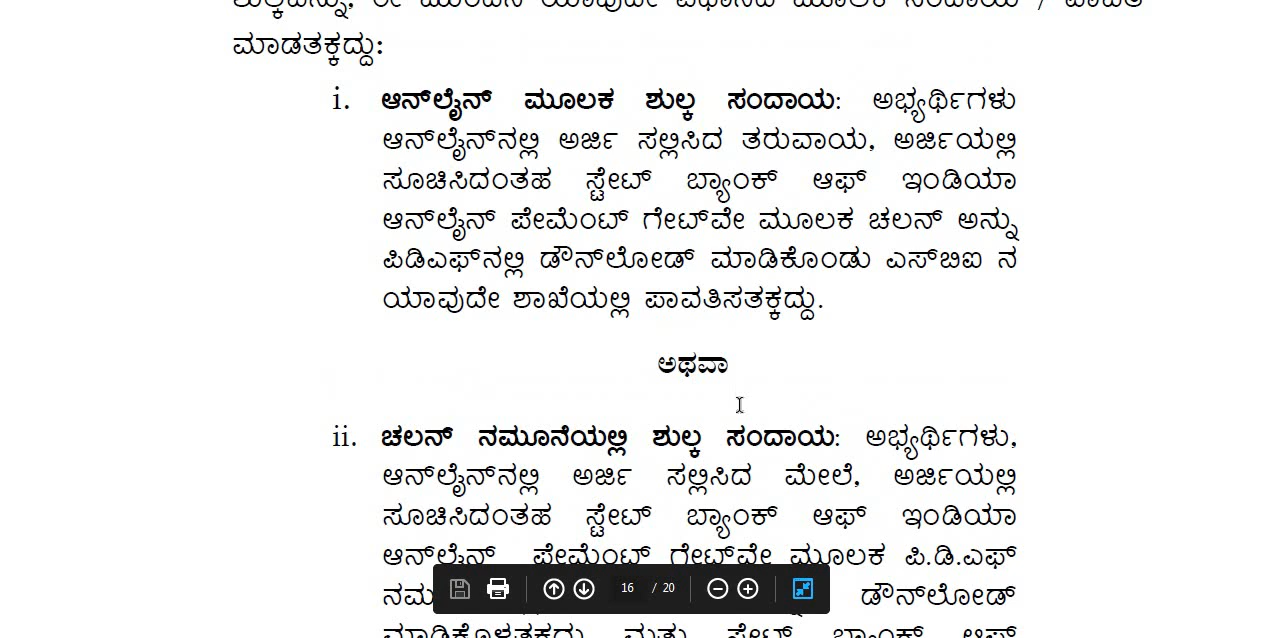 ಮಾಡತಕ್ಕದ್ದು:
i. ಆನ್‌ಲೈನ್ ಮೂಲಕ ಶುಲ್ಕ ಸಂದಾಯ: ಅಭ್ಯರ್ಥಿಗಳು
ಆನ್‌ಲೈನ್‌ನಲ್ಲಿ ಅರ್ಜಿ ಸಲ್ಲಿಸಿದ ತರುವಾಯ, ಅರ್ಜಿಯಲ್ಲಿ
ಸೂಚಿಸಿದಂತಹ ಸ್ಟೇಟ್ ಬ್ಯಾಂಕ್ ಆಫ್ ಇಂಡಿಯಾ
ಆನ್‌ಲೈನ್ ಪೇಮೆಂಟ್ ಗೇಟ್‌ವೇ ಮೂಲಕ ಚಲನ್ ಅನ್ನು
ಪಿಡಿಎಫ್‌ನಲ್ಲಿ ಡೌನ್‌ಲೋಡ್ ಮಾಡಿಕೊಂಡು ಎಸ್‌ಬಿಐ ನ
ಯಾವುದೇ ಶಾಖೆಯಲ್ಲಿ ಪಾವತಿಸತಕ್ಕದ್ದು.
ಅಥವಾ
ii. ಚಲನ್ ನಮೂನೆಯಲ್ಲಿ ಶುಲ್ಕ ಸಂದಾಯ: ಅಭ್ಯರ್ಥಿಗಳು,
ಆನ್‌ಲೈನ್‌ನಲ್ಲಿ ಅರ್ಜಿ ಸಲ್ಲಿಸಿದ ಮೇಲೆ, ಅರ್ಜಿಯಲ್ಲಿ
ಸೂಚಿಸಿದಂತಹ ಸ್ಟೇಟ್ ಬ್ಯಾಂಕ್ ಆಫ್ ಇಂಡಿಯಾ
ಆನ್‌ಲೈನ್ ಪೇಮೆಂಟ್ ಗೇಟ್‌ವೇ ಮೂಲಕ ಪಿ.ಡಿ.ಎಫ್
ಡೌನ್‌ಲೋಡ್
16 / 20